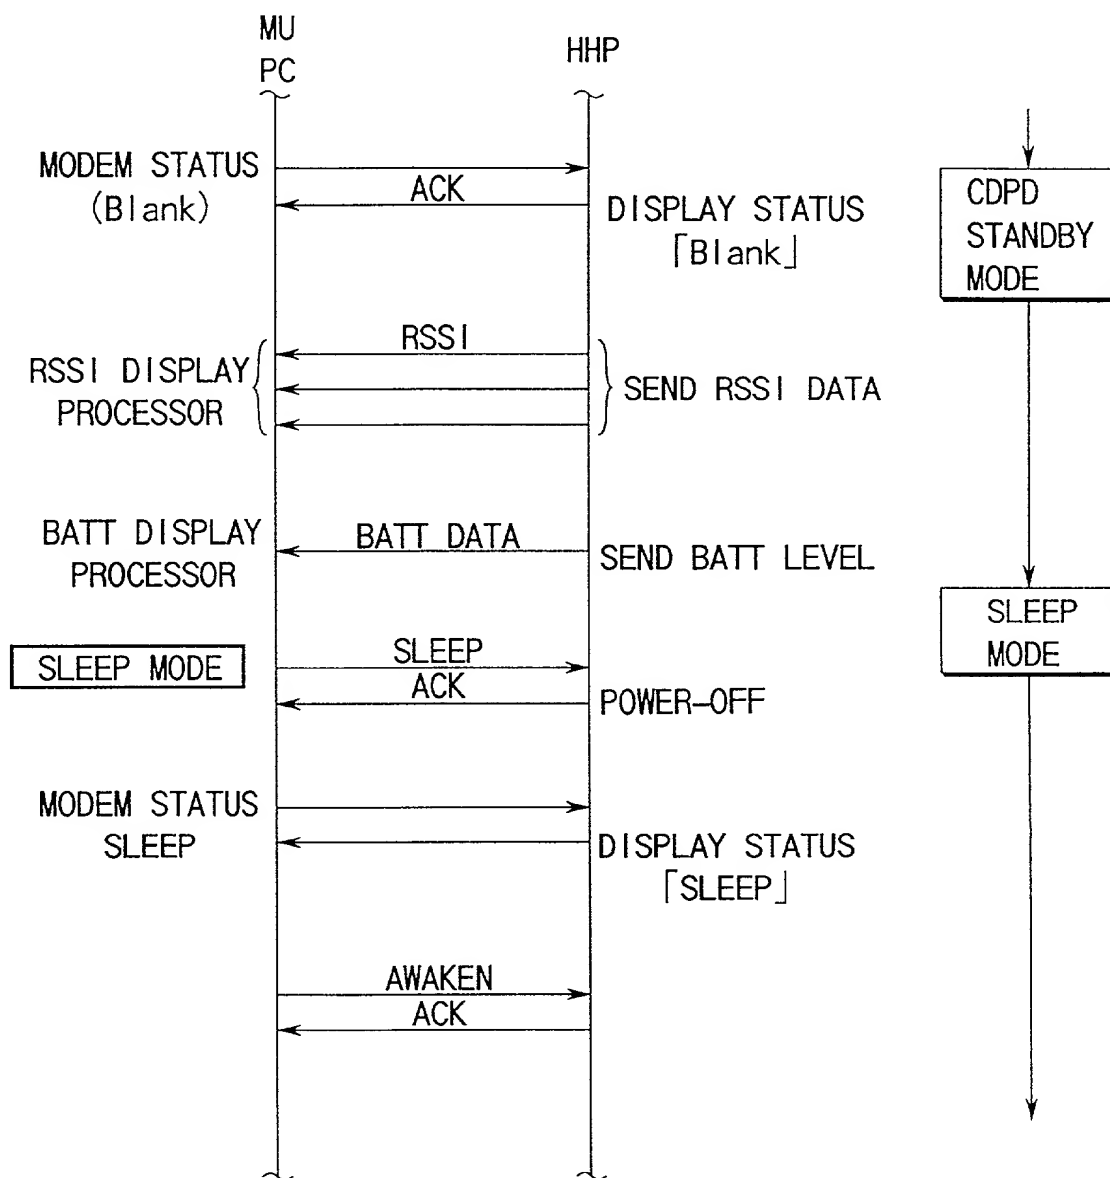 MU
PC
HHP
MODEM STATUS
(Blank)
ACK
DISPLAY STATUS
「Blank」
CDPD
STANDBY
MODE
RSSI
RSSI DISPLAY
PROCESSOR
SEND RSSI DATA
BATT DISPLAY
PROCESSOR
BATT DATA
SEND BATT LEVEL
SLEEP
MODE
SLEEP MODE
SLEEP
ACK
POWER-OFF
MODEM STATUS
SLEEP
DISPLAY STATUS
「SLEEP」
AWAKEN
ACK